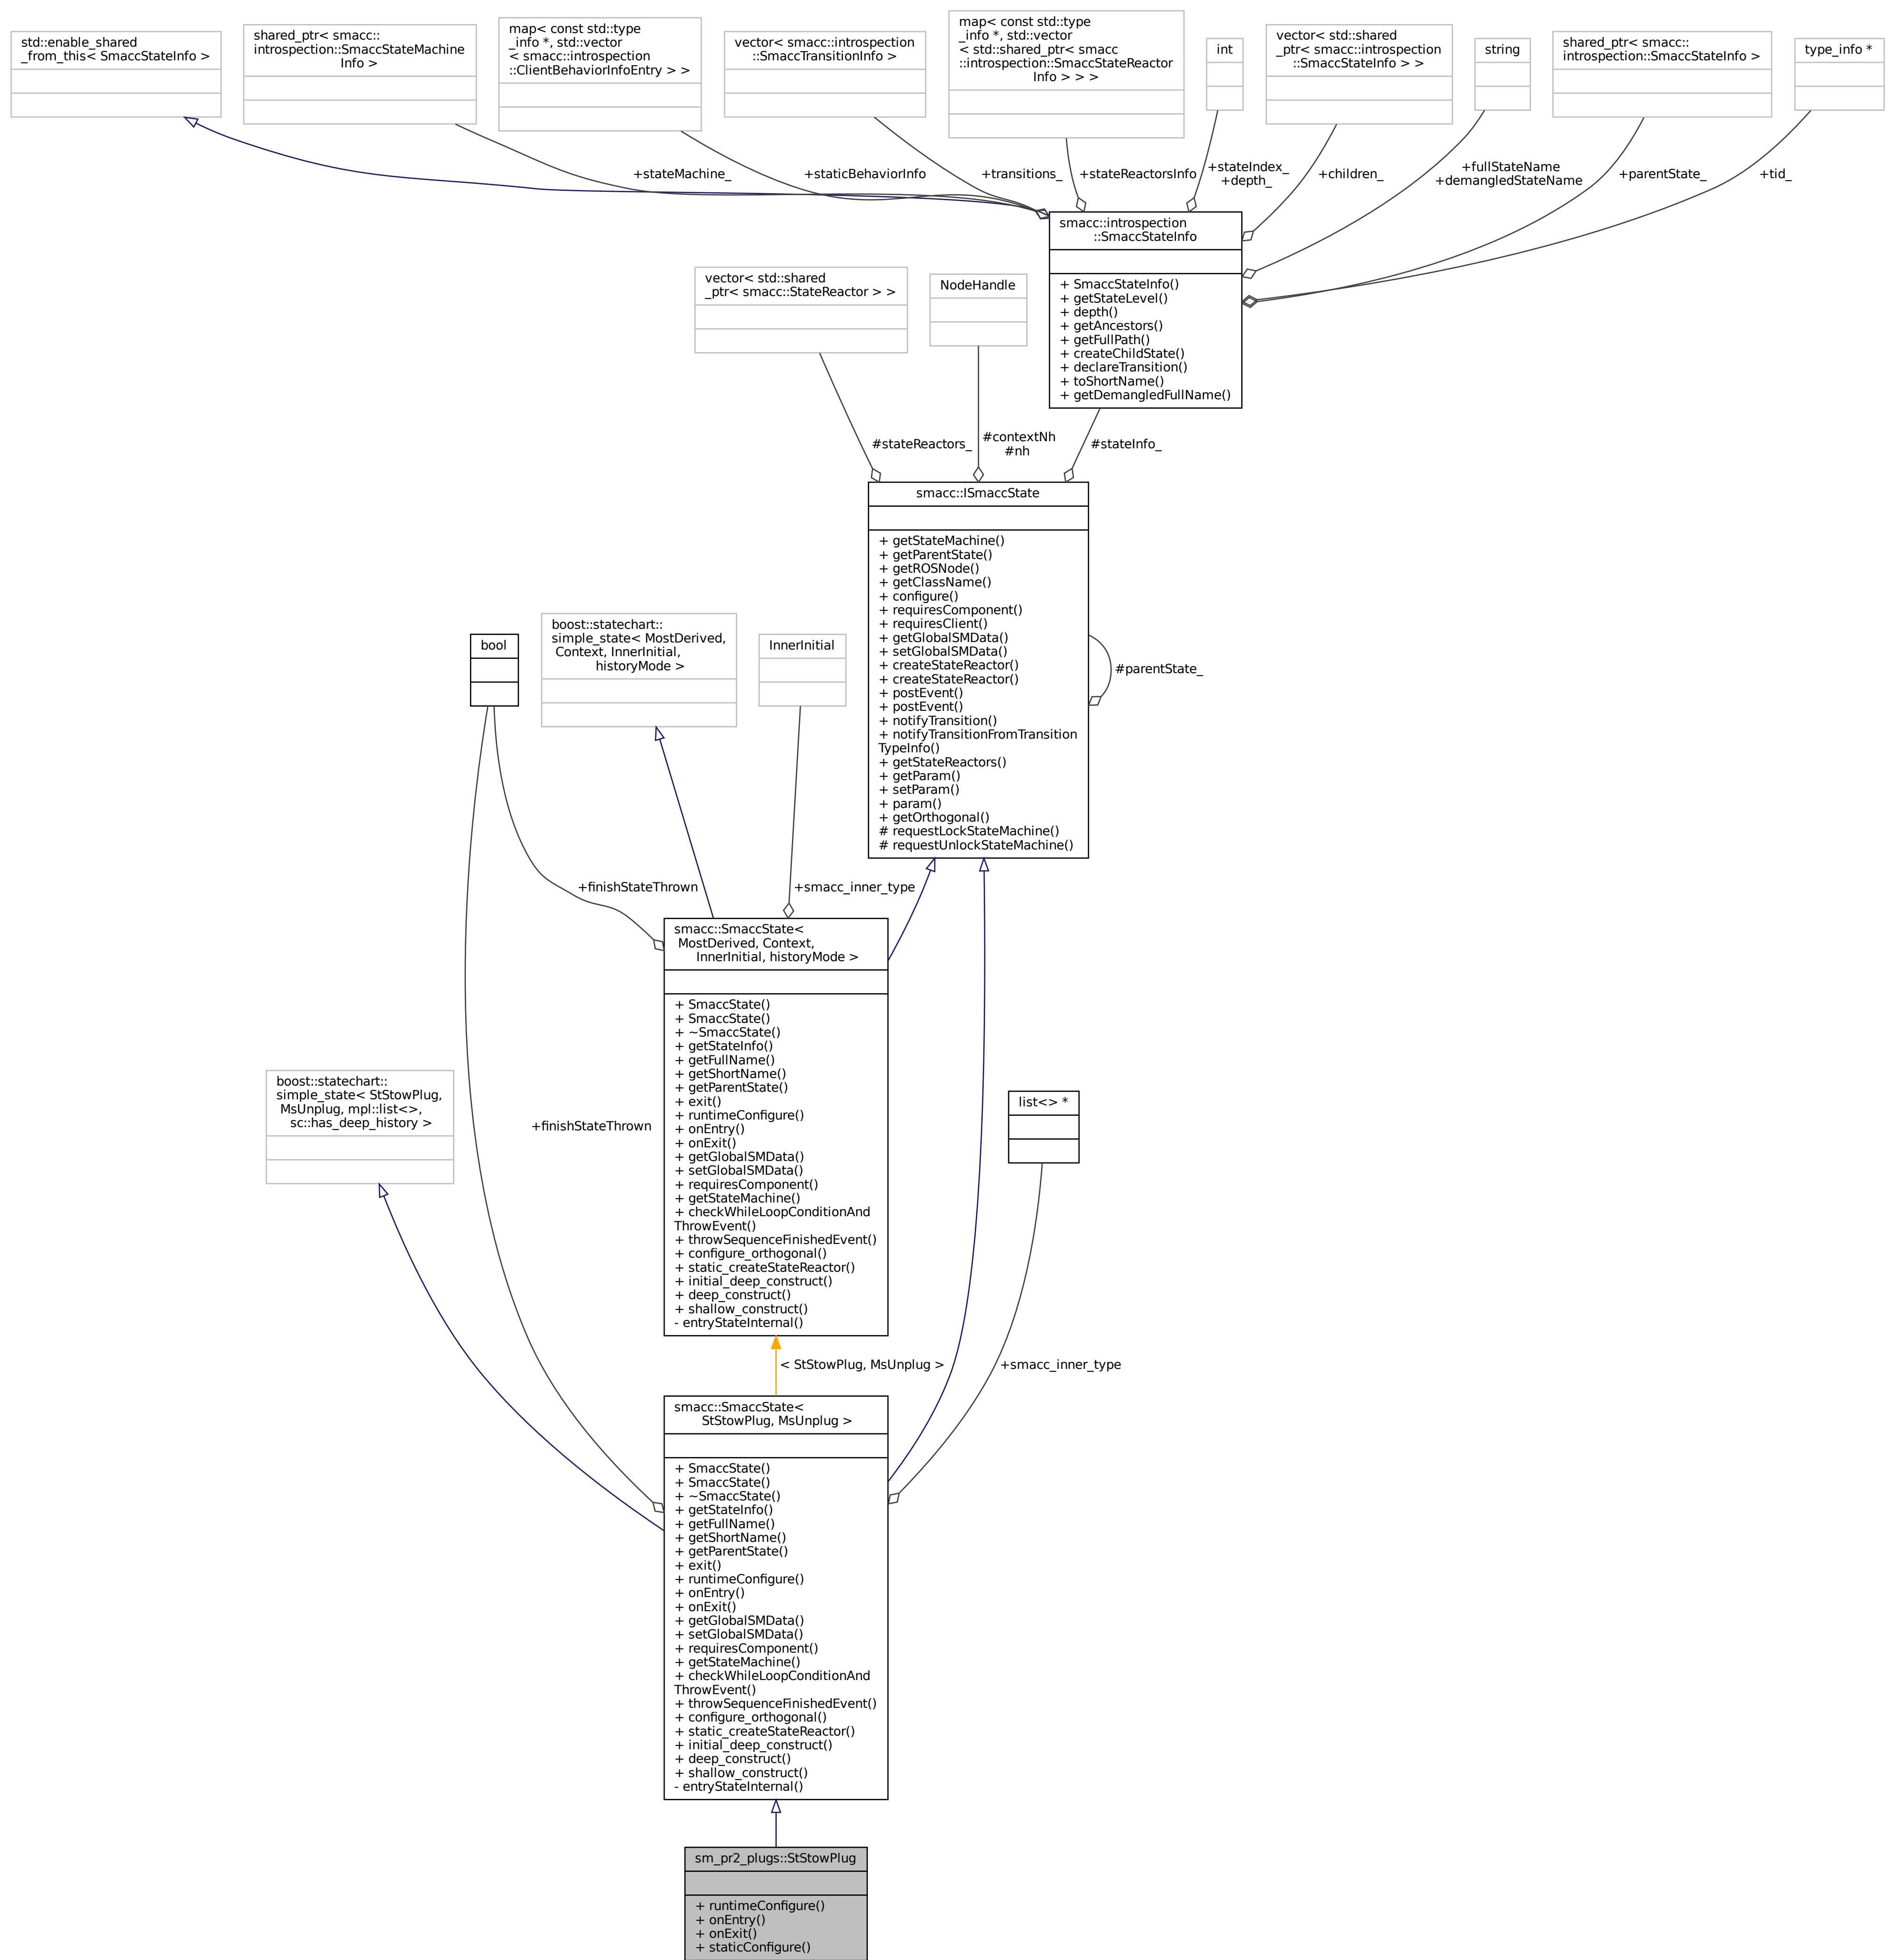 std::enable_shared
_from_this< SmaccStateInfo >
shared_ptr< smacc::
introspection::SmaccStateMachine
Info >
map< const std::type
_info *, std::vector
< smacc::introspection
::ClientBehaviorInfoEntry > >
vector< smacc::introspection
::SmaccTransitionInfo >
map< const std::type
_info *, std::vector
< std::shared_ptr< smacc
::introspection::SmaccStateReactor
Info > > >
int
vector< std::shared
_ptr< smacc::introspection
::SmaccStateInfo > >
string
shared_ptr< smacc::
introspection::SmaccStateInfo >
type_info *
+stateMachine_
+staticBehaviorInfo
+transitions_
+stateReactorsInfo
+stateIndex_
+depth_
+children_
+fullStateName
+demangledStateName
+parentState_
+tid_
smacc::introspection
::SmaccStateInfo
+ SmaccStateInfo()
+ getStateLevel()
+ depth()
+ getAncestors()
+ getFullPath()
+ createChildState()
+ declareTransition()
+ toShortName()
+ getDemangledFullName()
vector< std::shared
_ptr< smacc::StateReactor > >
NodeHandle
#stateReactors_
#contextNh
#nh
#stateInfo_
smacc::ISmaccState
+ getStateMachine()
+ getParentState()
+ getROSNode()
+ getClassName()
+ configure()
+ requiresComponent()
+ requiresClient()
+ getGlobalSMData()
+ setGlobalSMData()
+ createStateReactor()
+ createStateReactor()
+ postEvent()
+ postEvent()
+ notifyTransition()
+ notifyTransitionFromTransition
TypeInfo()
+ getStateReactors()
+ getParam()
+ setParam()
+ param()
+ getOrthogonal()
# requestLockStateMachine()
# requestUnlockStateMachine()
#parentState_
bool
boost::statechart::
simple_state< MostDerived,
Context, InnerInitial,
historyMode >
InnerInitial
+finishStateThrown
+smacc_inner_type
smacc::SmaccState<
MostDerived, Context,
InnerInitial, historyMode >
+ SmaccState()
+ SmaccState()
+ ~SmaccState()
+ getStateInfo()
+ getFullName()
+ getShortName()
+ getParentState()
+ exit()
+ runtimeConfigure()
+ onEntry()
+ onExit()
+ getGlobalSMData()
+ setGlobalSMData()
+ requiresComponent()
+ getStateMachine()
+ checkWhileLoopConditionAnd
ThrowEvent()
+ throwSequenceFinishedEvent()
+ configure_orthogonal()
+ static_createStateReactor()
+ initial_deep_construct()
+ deep_construct()
+ shallow_construct()
- entryStateInternal()
boost::statechart::
simple_state< StStowPlug,
MsUnplug, mpl::list<>,
sc::has_deep_history >
+finishStateThrown
list<> *
< StStowPlug, MsUnplug >
+smacc_inner_type
smacc::SmaccState<
StStowPlug, MsUnplug >
+ SmaccState()
+ SmaccState()
+ ~SmaccState()
+ getStateInfo()
+ getFullName()
+ getShortName()
+ getParentState()
+ exit()
+ runtimeConfigure()
+ onEntry()
+ onExit()
+ getGlobalSMData()
+ setGlobalSMData()
+ requiresComponent()
+ getStateMachine()
+ checkWhileLoopConditionAnd
ThrowEvent()
+ throwSequenceFinishedEvent()
+ configure_orthogonal()
+ static_createStateReactor()
+ initial_deep_construct()
+ deep_construct()
+ shallow_construct()
- entryStateInternal()
sm_pr2_plugs::StStowPlug
+ runtimeConfigure()
+ onEntry()
+ onExit()
+ staticConfigure()